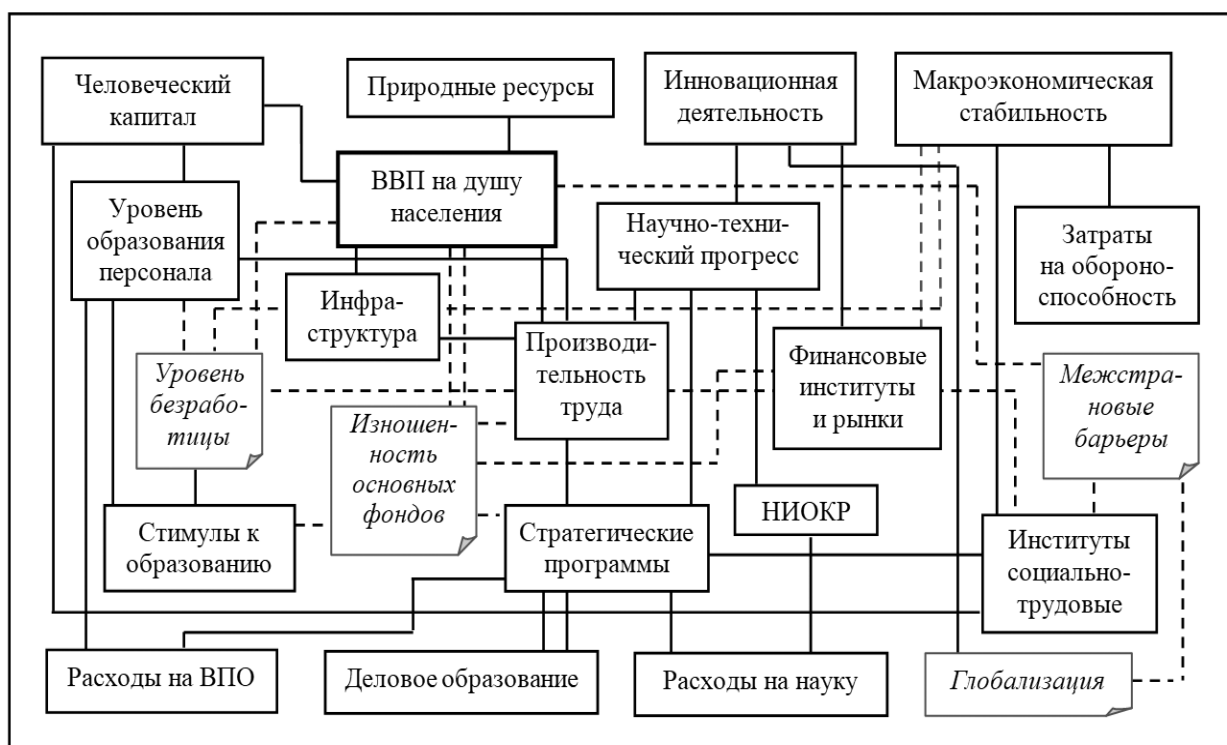 Человеческий
капитал
Природные ресурсы
Инновационная
деятельность
Макроэкономическая
стабильность
Уровень
образования
персонала
ВВП на душу
населения
Научно-техни-
ческий прогресс
Затраты
на обороно-
способность
Инфра-
структура
Производи-
тельность
труда
Финансовые
институты
и рынки
Уровень
безрабо-
тицы
Изношен-
ность
основных
фондов
Межстра-
новые
барьеры
Стимулы к
образованию
Стратегические
программы
НИОКР
Институты
социально-
трудовые
Расходы на ВПО
Деловое образование
Расходы на науку
Глобализация